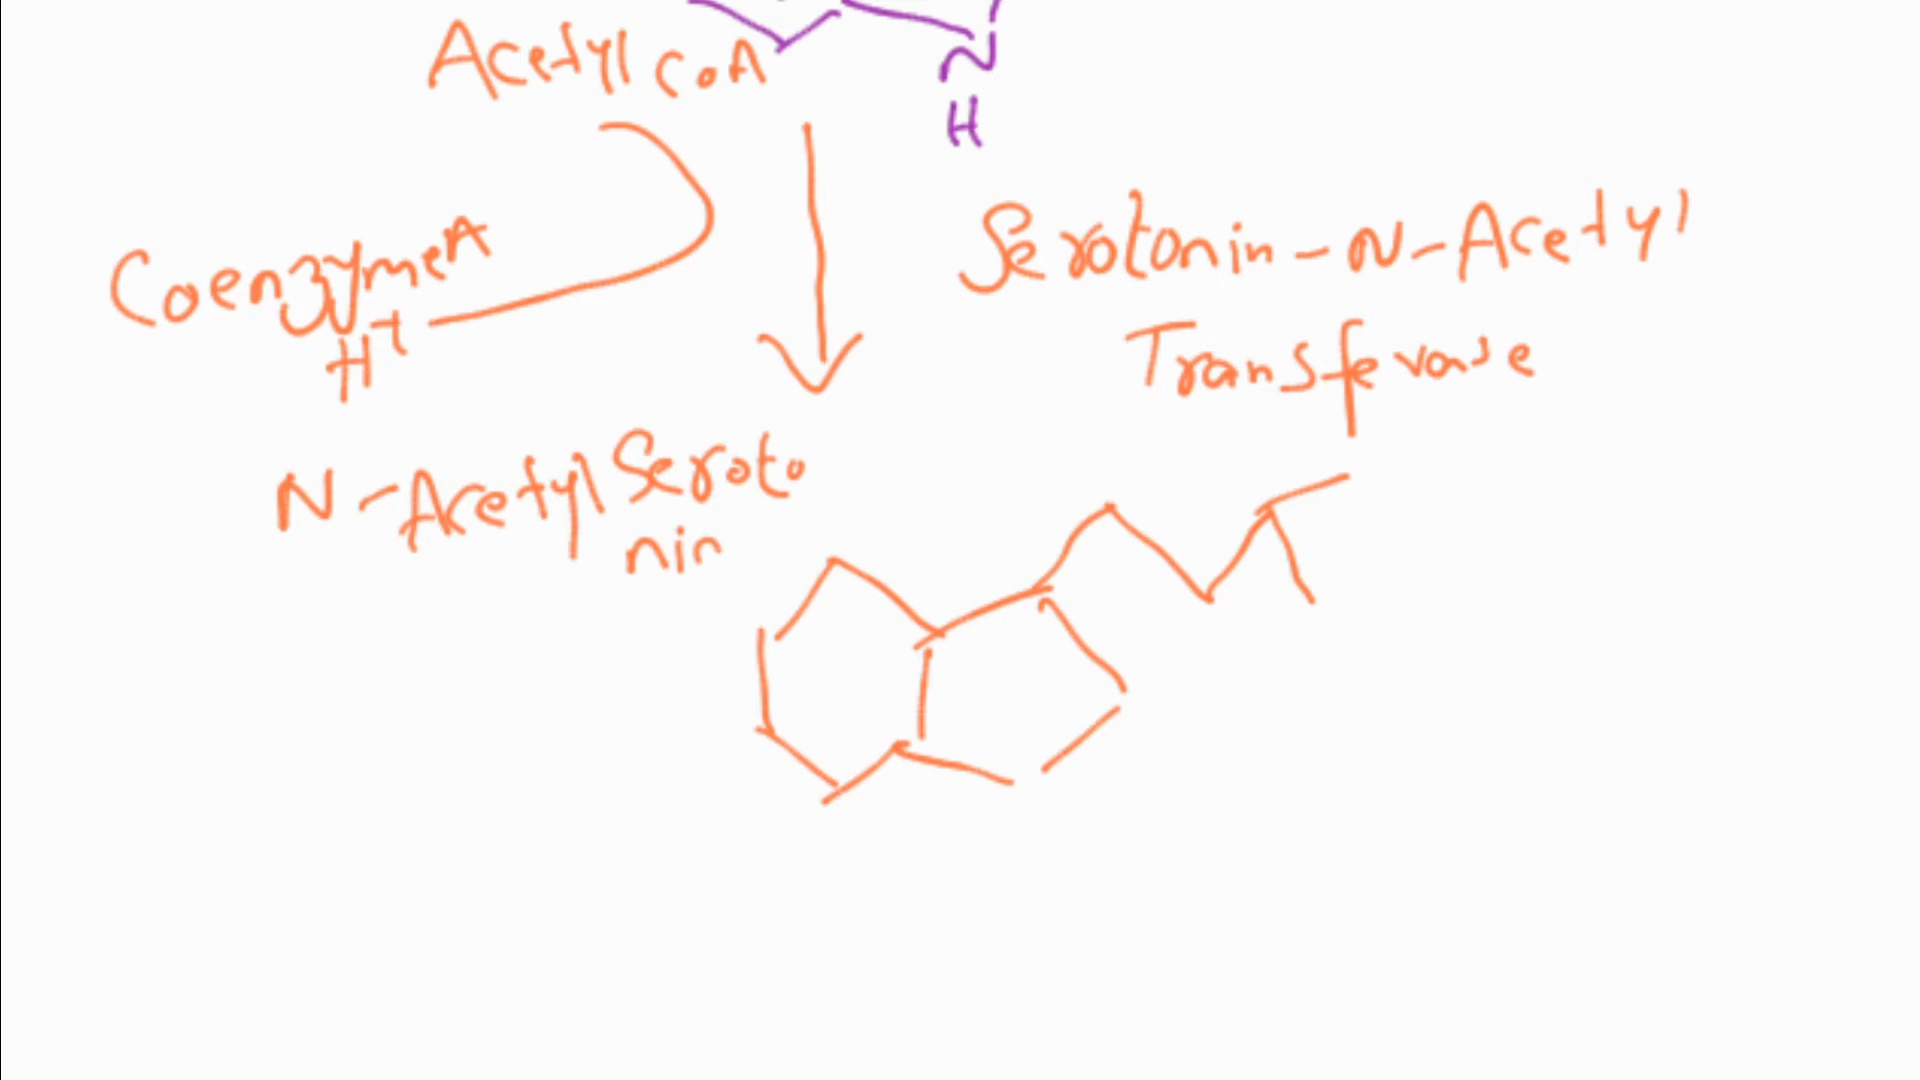 Acetyl CoA
N
H
Coenzyme A
H+
Serotonin-N-Acetyl
Transferase
N-Acetyl Seroto
nin